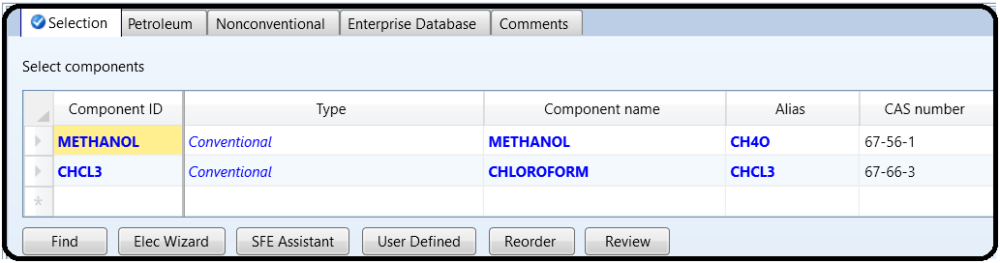 Selection Petroleum Nonconventional Enterprise Database Comments
Select components
Component ID Type Component name Alias CAS number
METHANOL Conventional METHANOL CH4O 67-56-1
CHCL3 Conventional CHLOROFORM CHCL3 67-66-3
*
Find Elec Wizard SFE Assistant User Defined Reorder Review